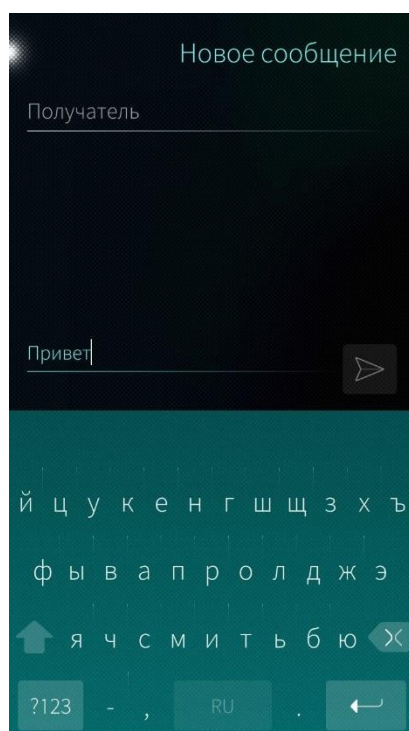 Новое сообщение
Получатель
Привет
й ц у к е н г ш щ з х ъ
ф ы в а п р о л д ж э
я ч с м и т ь б ю
?123 - , RU .